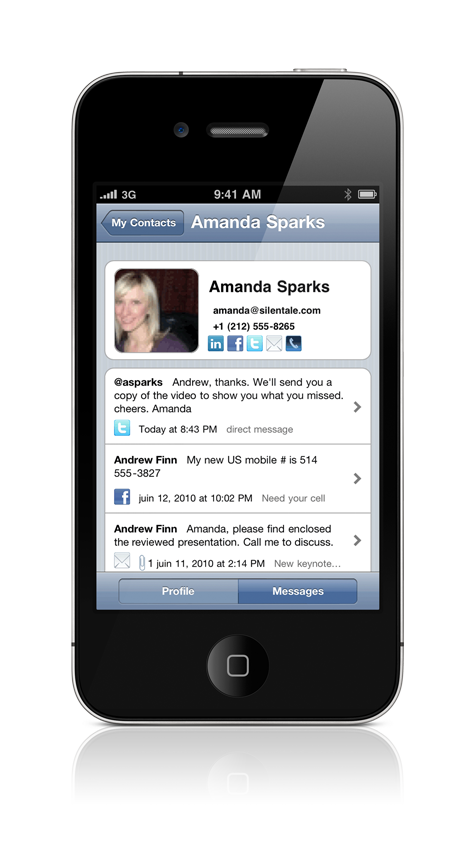 3G 9:41 AM
My Contacts Amanda Sparks
Amanda Sparks
amanda@silentale.com
+1 (212) 555-8265
in f t
@asparks Andrew, thanks. We'll send you a
copy of the video to show you what you missed.
cheers. Amanda
t Today at 8:43 PM direct message
Andrew Finn My new US mobile # is 514
555-3827
f juin 12, 2010 at 10:02 PM Need your cell
Andrew Finn Amanda, please find enclosed
the reviewed presentation. Call me to discuss.
1 juin 11, 2010 at 2:14 PM New keynote...
Profile Messages